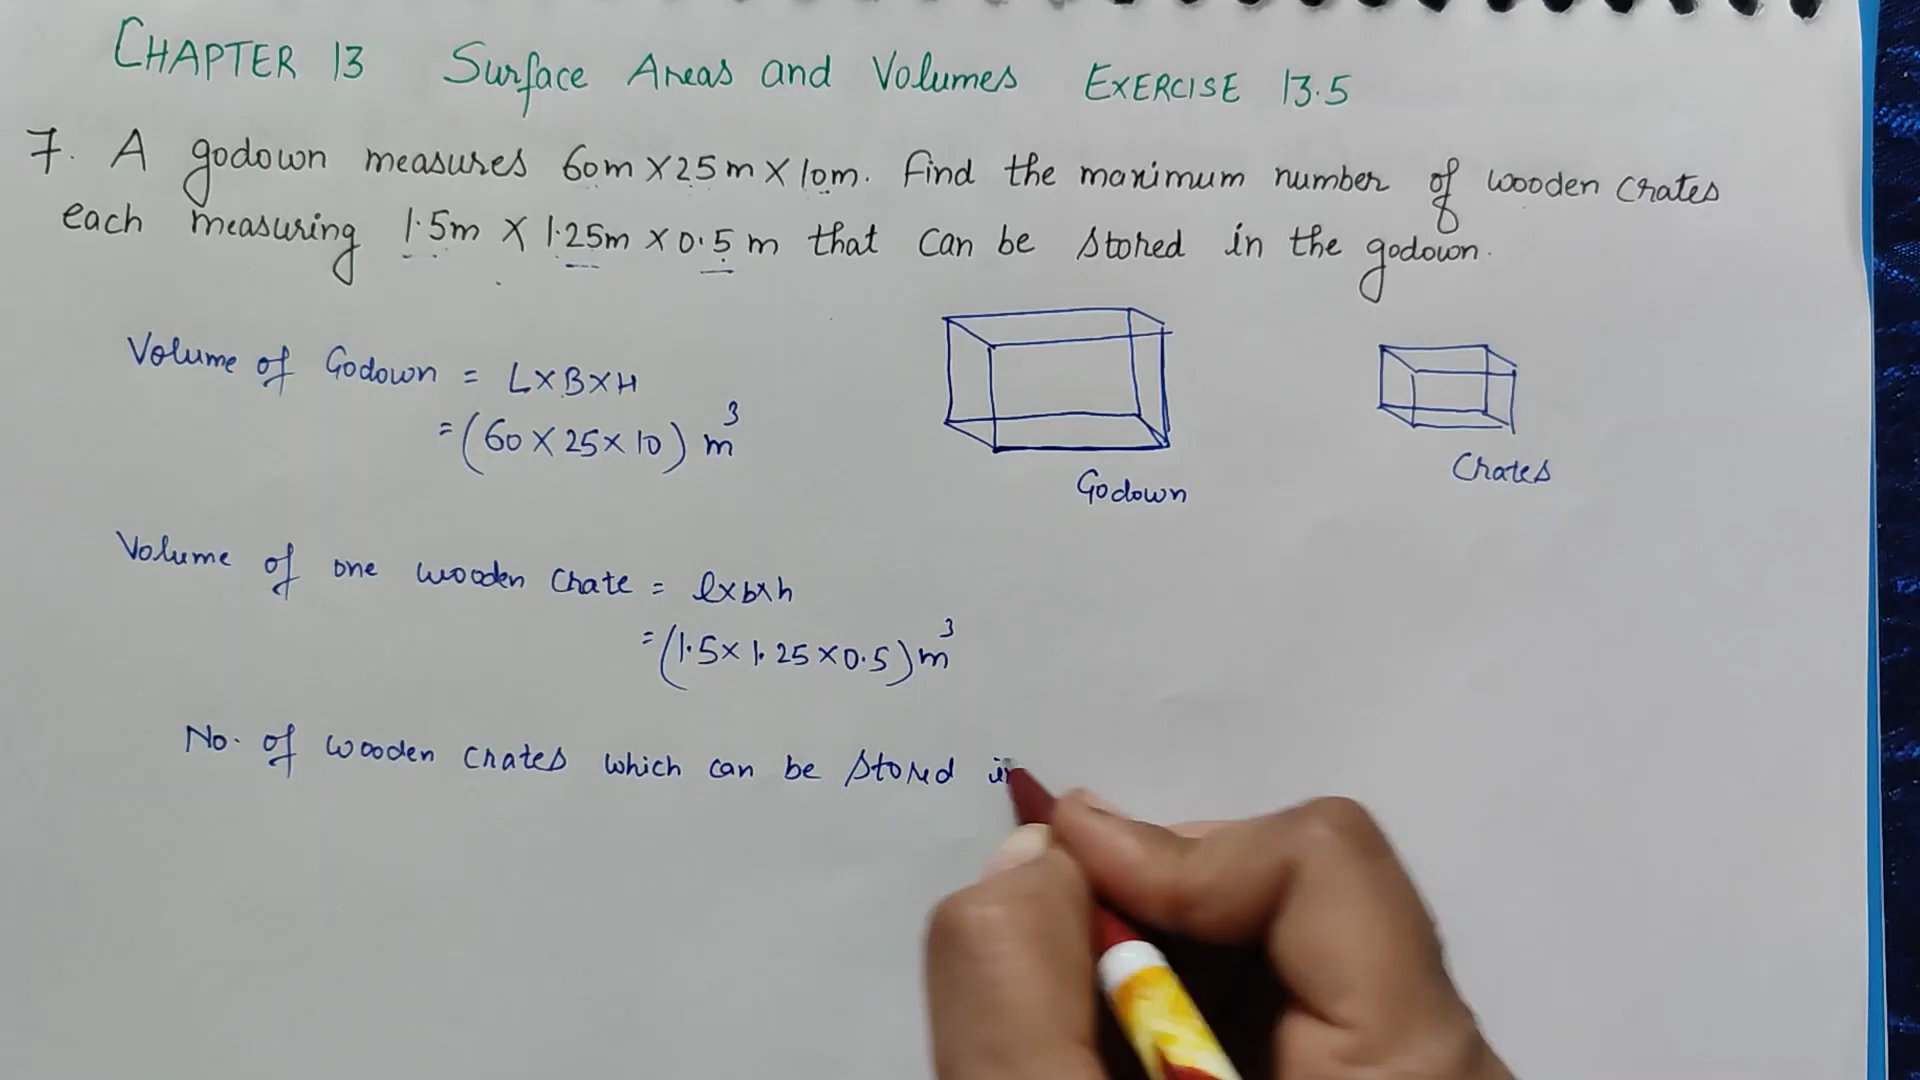 CHAPTER 13 Surface Areas and Volumes EXERCISE 13.5
7. A godown measures 60m X 25m X 10m. Find the maximum number of wooden crates
each measuring 1.5m X 1.25m X 0.5m that can be stored in the godown.
Volume of Godown = L×B×H
= (60 × 25 × 10) m³
Godown
Crates
Volume of one wooden Crate = l×b×h
= (1.5 × 1.25 × 0.5) m³
No. of wooden crates which can be stored in